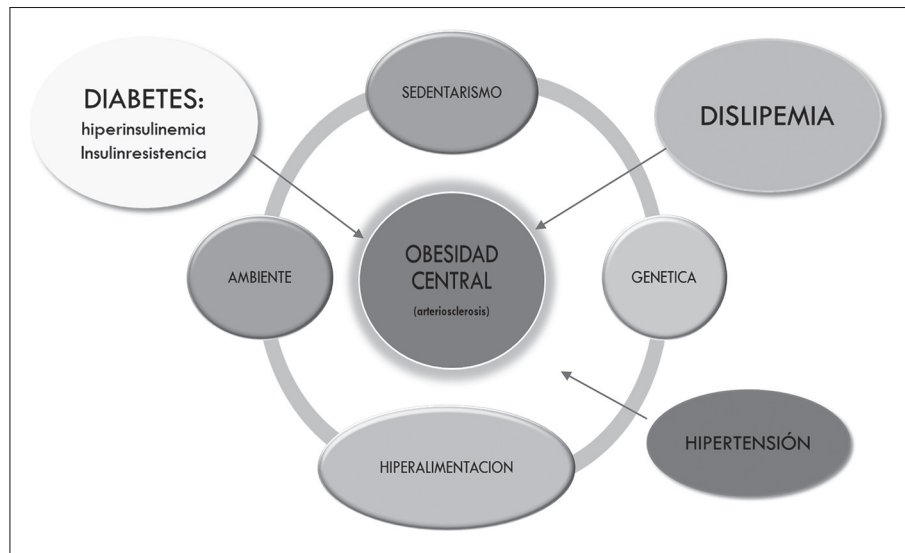 SEDENTARISMO
DIABETES:
hiperinsulinemia
Insulinresistencia
DISLIPEMIA
OBESIDAD
CENTRAL
(arteriosclerosis)
AMBIENTE
GENETICA
HIPERALIMENTACION
HIPERTENSIÓN